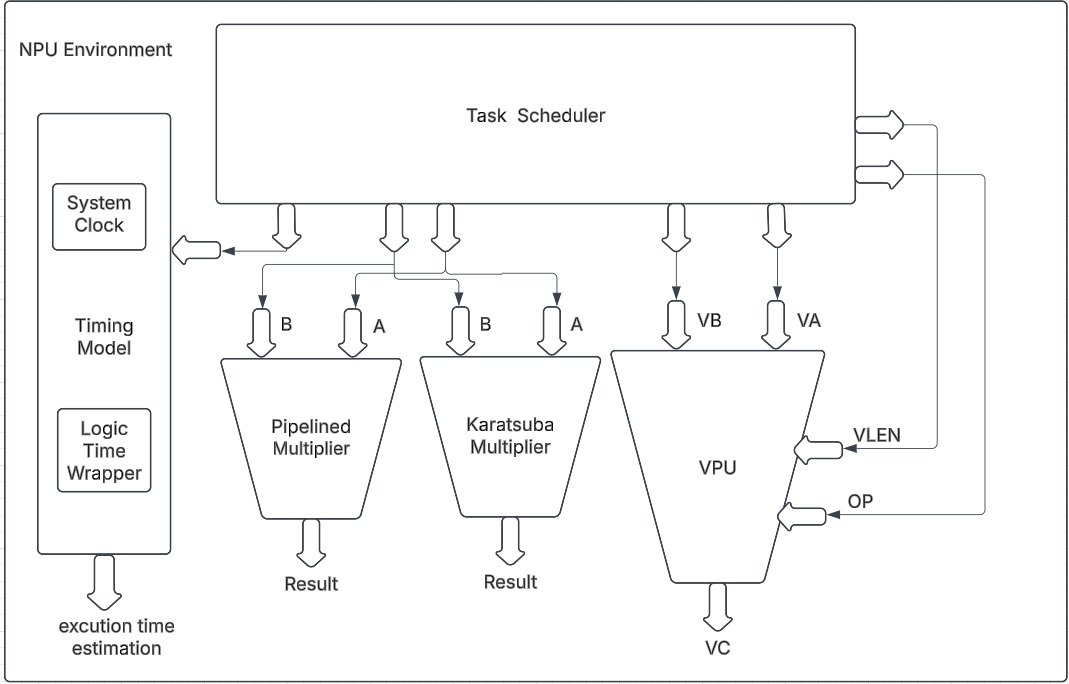 NPU Environment
Task Scheduler
System
Clock
Timing
Model
Logic
Time
Wrapper
excution time
estimation
B
A
B
A
VB
VA
Pipelined
Multiplier
Karatsuba
Multiplier
VPU
VLEN
OP
Result
Result
VC